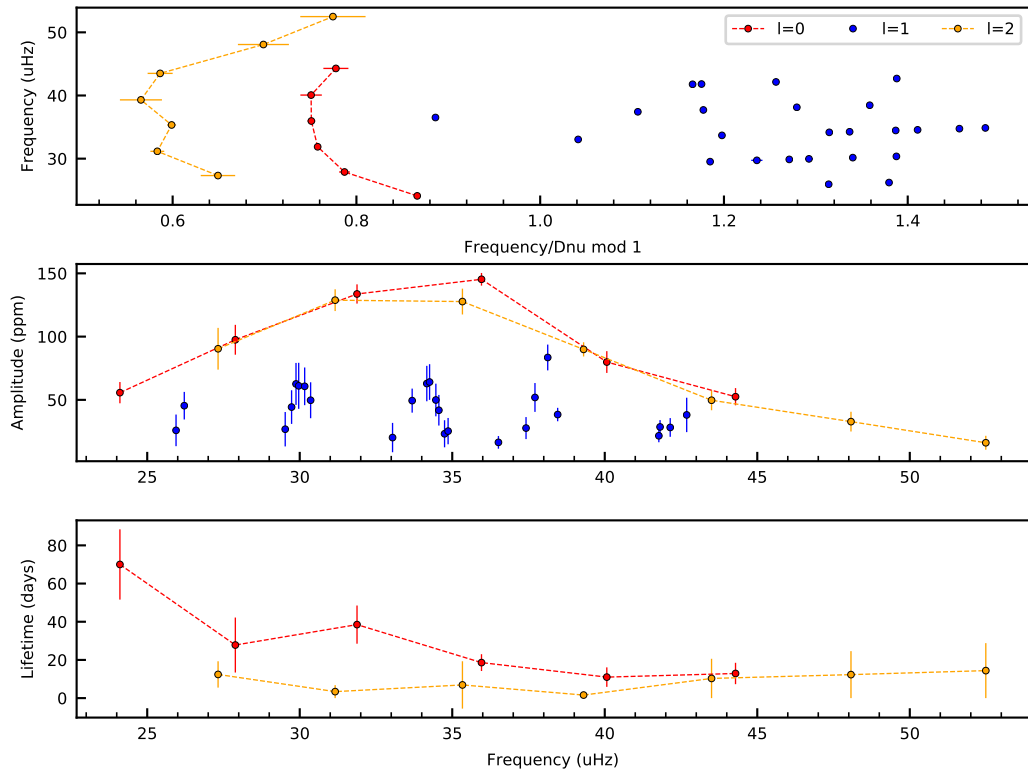 50
40
30
Frequency (uHz)
l=0 l=1 l=2
0.6 0.8 1.0 1.2 1.4
Frequency/Dnu mod 1
150
100
50
Amplitude (ppm)
25 30 35 40 45 50
80
60
40
20
0
Lifetime (days)
25 30 35 40 45 50
Frequency (uHz)